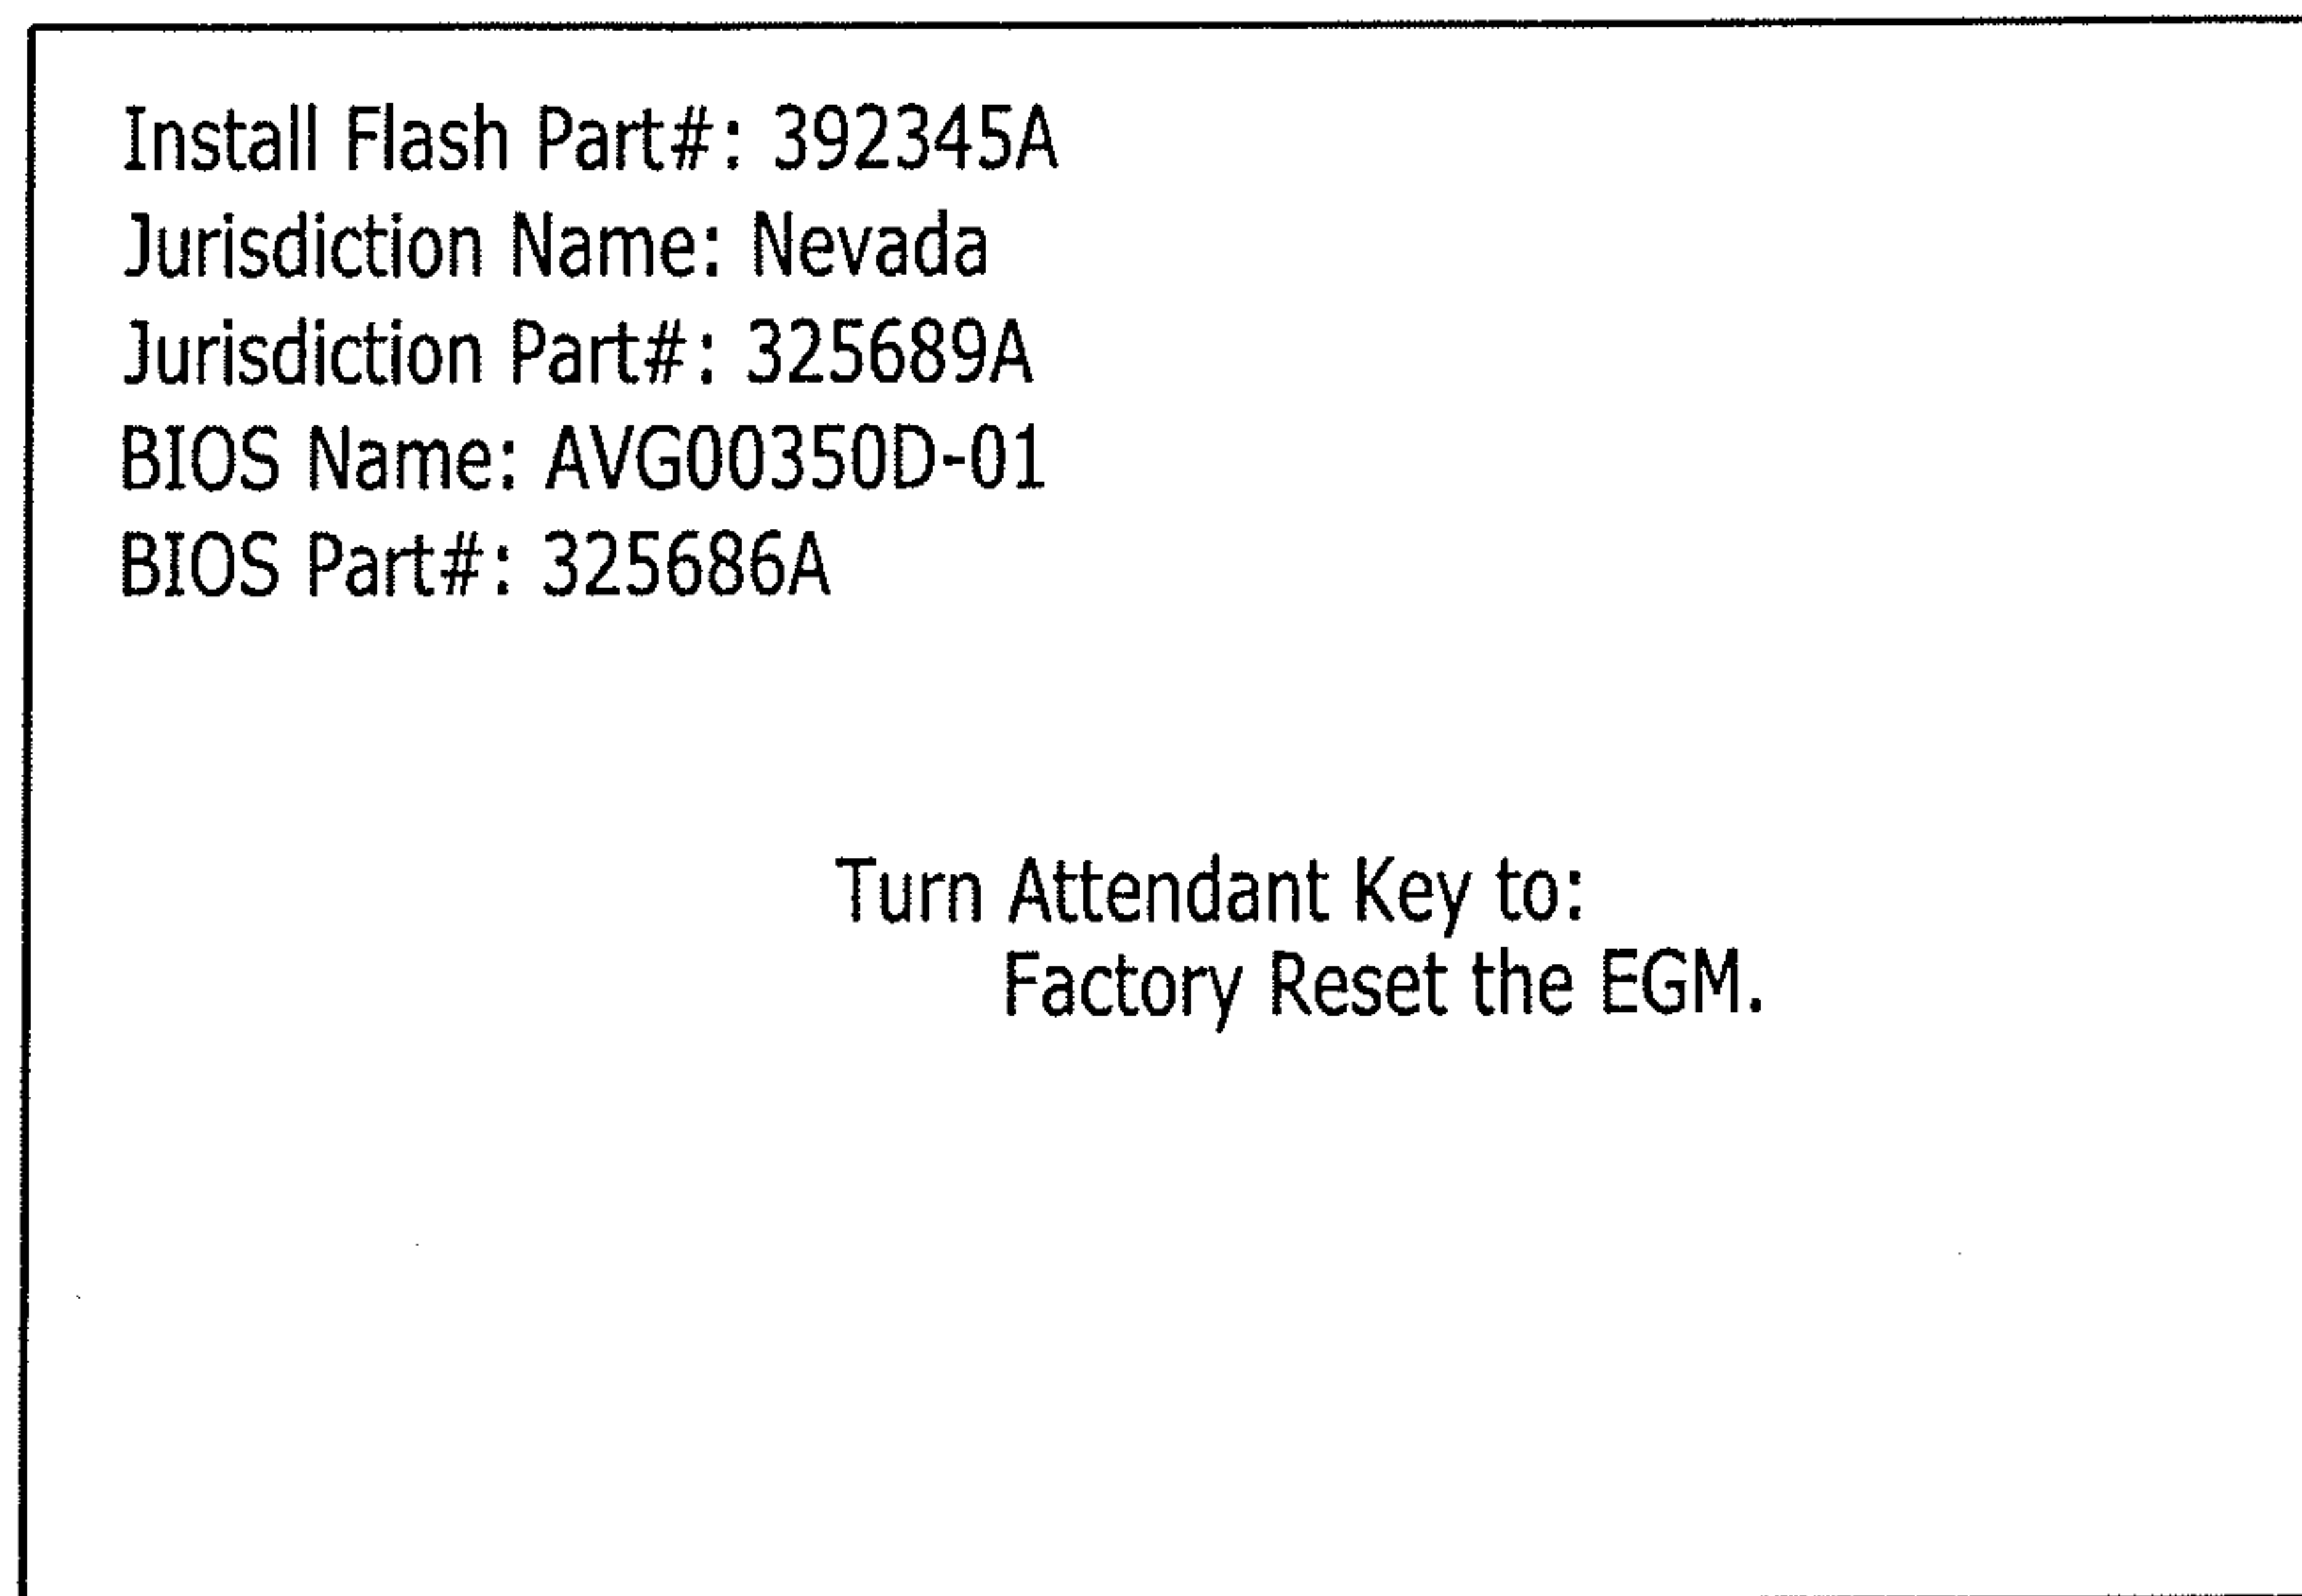 Install Flash Part#: 392345A
Jurisdiction Name: Nevada
Jurisdiction Part#: 325689A
BIOS Name: AVG00350D-01
BIOS Part#: 325686A
Turn Attendant Key to:
Factory Reset the EGM.